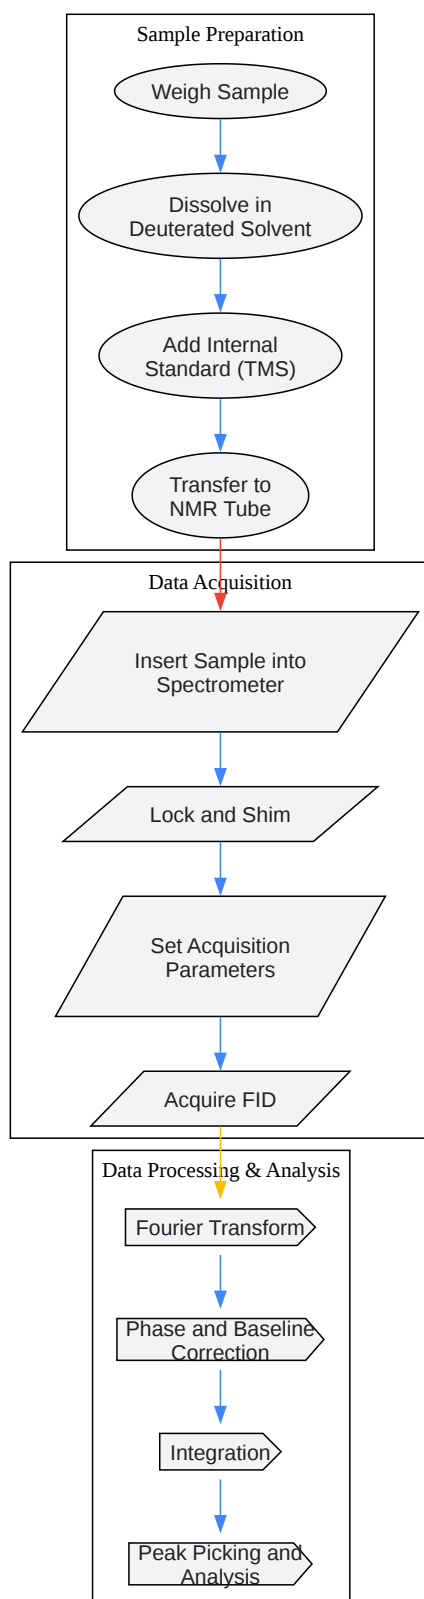 Sample Preparation
Weigh Sample
Dissolve in
Deuterated Solvent
Add Internal
Standard (TMS)
Transfer to
NMR Tube
Data Acquisition
Insert Sample into
Spectrometer
Lock and Shim
Set Acquisition
Parameters
Acquire FID
Data Processing & Analysis
Fourier Transform
Phase and Baseline
Correction
Integration
Peak Picking and
Analysis